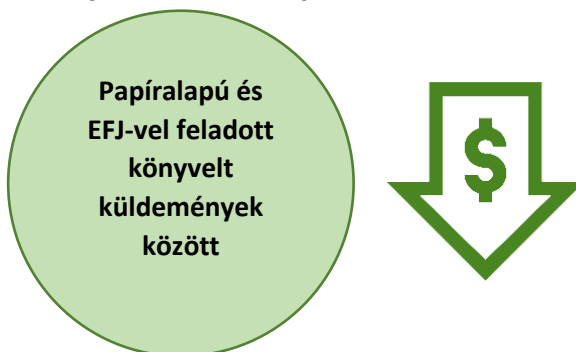 Papíralapú és
EFJ-vel feladott
könyvelt
küldemények
között
$